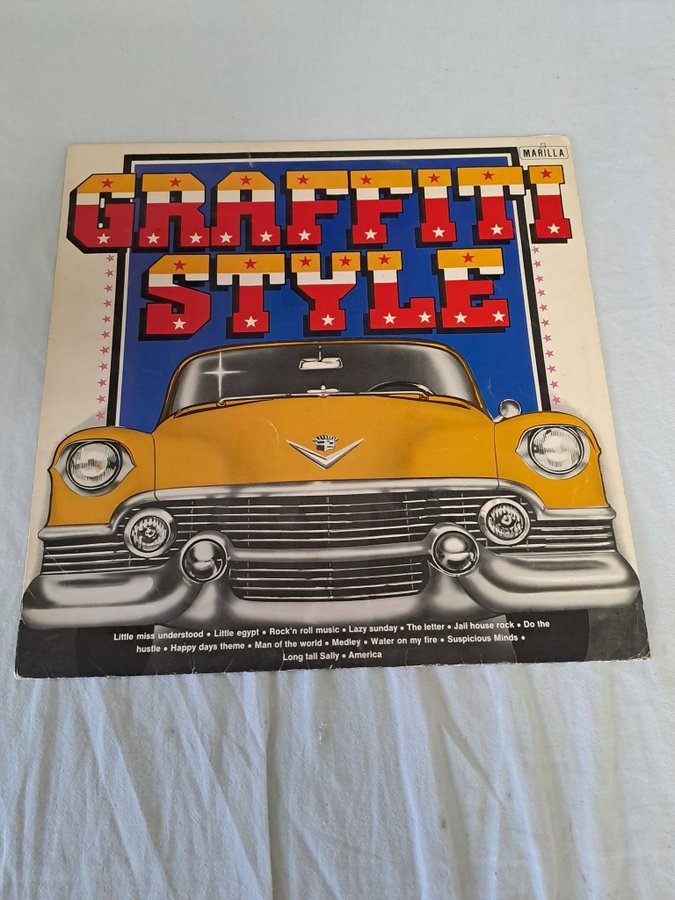 MARILLA
GRAFFITI
STYLE
Little miss understood • Little egypt • Rock'n roll music • Lazy sunday • The letter • Jail house rock • Do the
hustle • Happy days theme • Man of the world • Medley • Water on my fire • Suspicious Minds •
Long tall Sally • America